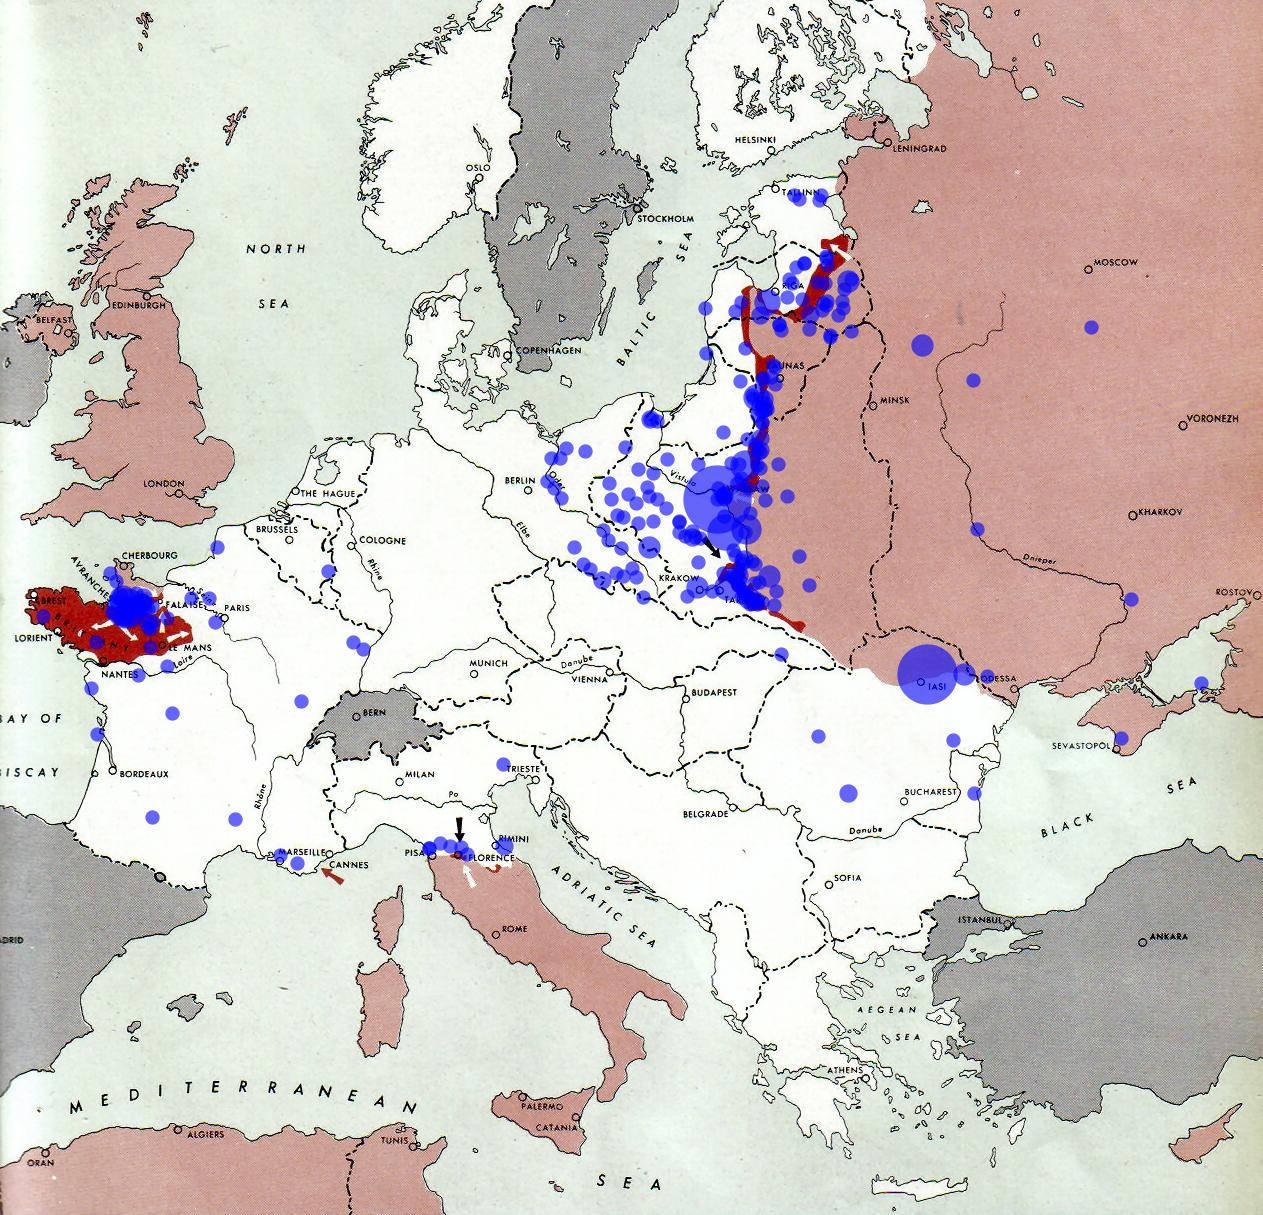 HELSINKI
LENINGRAD
OSLO
TALLINN
STOCKHOLM
NORTH
SEA
BALTIC SEA
MOSCOW
RIGA
EDINBURGH
BELFAST
COPENHAGEN
MINSK
VORONEZH
LONDON
THE HAGUE
BERLIN
Oder
Vistula
BRUSSELS
COLOGNE
Elbe
Rhine
KHARKOV
Dnieper
CHERBOURG
AVRANCHES
KRAKOW
ROSTOV
BREST
FALAISE
Seine
PARIS
LORIENT
LE MANS
Loire
NANTES
MUNICH
Danube
VIENNA
BUDAPEST
IASI
ODESSA
BAY OF
BISCAY
BERN
SEVASTOPOL
BORDEAUX
MILAN
TRIESTE
Po
Rhône
BELGRADE
BUCHAREST
Danube
BLACK SEA
MARSEILLE
CANNES
PISA
RIMINI
FLORENCE
ADRIATIC SEA
SOFIA
ISTANBUL
ANKARA
ADRID
ROME
AEGEAN
SEA
ATHENS
MEDITERRANEAN
SEA
PALERMO
CATANIA
ALGIERS
TUNIS
ORAN